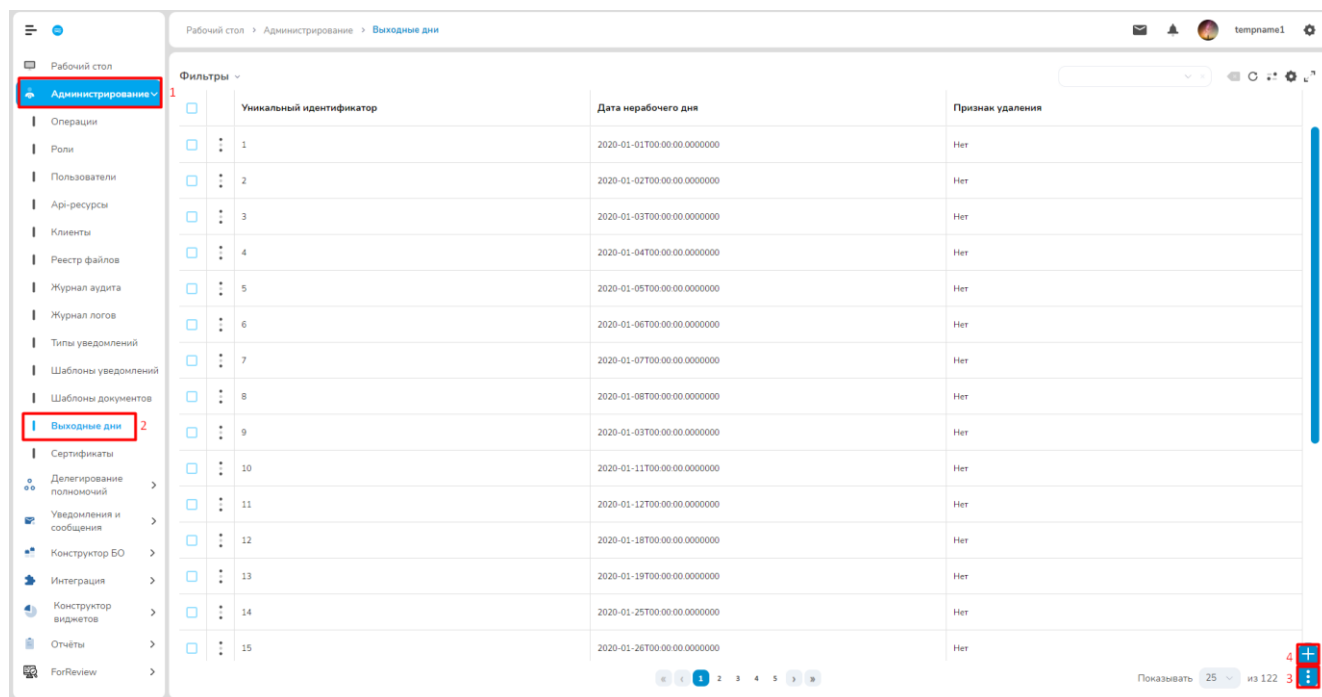 Рабочий стол > Администрирование > Выходные дни
tempname1
Рабочий стол
Администрирование 1
Операции
Роли
Пользователи
Api-ресурсы
Клиенты
Реестр файлов
Журнал аудита
Журнал логов
Типы уведомлений
Шаблоны уведомлений
Шаблоны документов
Выходные дни 2
Сертификаты
Делегирование
полномочий
Уведомления и
сообщения
Конструктор БО
Интеграция
Конструктор
виджетов
Отчёты
ForReview
Фильтры
Уникальный идентификатор Дата нерабочего дня Признак удаления
1 2020-01-01T00:00:00.0000000 Нет
2 2020-01-02T00:00:00.0000000 Нет
3 2020-01-03T00:00:00.0000000 Нет
4 2020-01-04T00:00:00.0000000 Нет
5 2020-01-05T00:00:00.0000000 Нет
6 2020-01-06T00:00:00.0000000 Нет
7 2020-01-07T00:00:00.0000000 Нет
8 2020-01-08T00:00:00.0000000 Нет
9 2020-01-03T00:00:00.0000000 Нет
10 2020-01-11T00:00:00.0000000 Нет
11 2020-01-12T00:00:00.0000000 Нет
12 2020-01-18T00:00:00.0000000 Нет
13 2020-01-19T00:00:00.0000000 Нет
14 2020-01-25T00:00:00.0000000 Нет
15 2020-01-26T00:00:00.0000000 Нет
4 +
« ‹ 1 2 3 4 5 › » Показывать 25 из 122 3